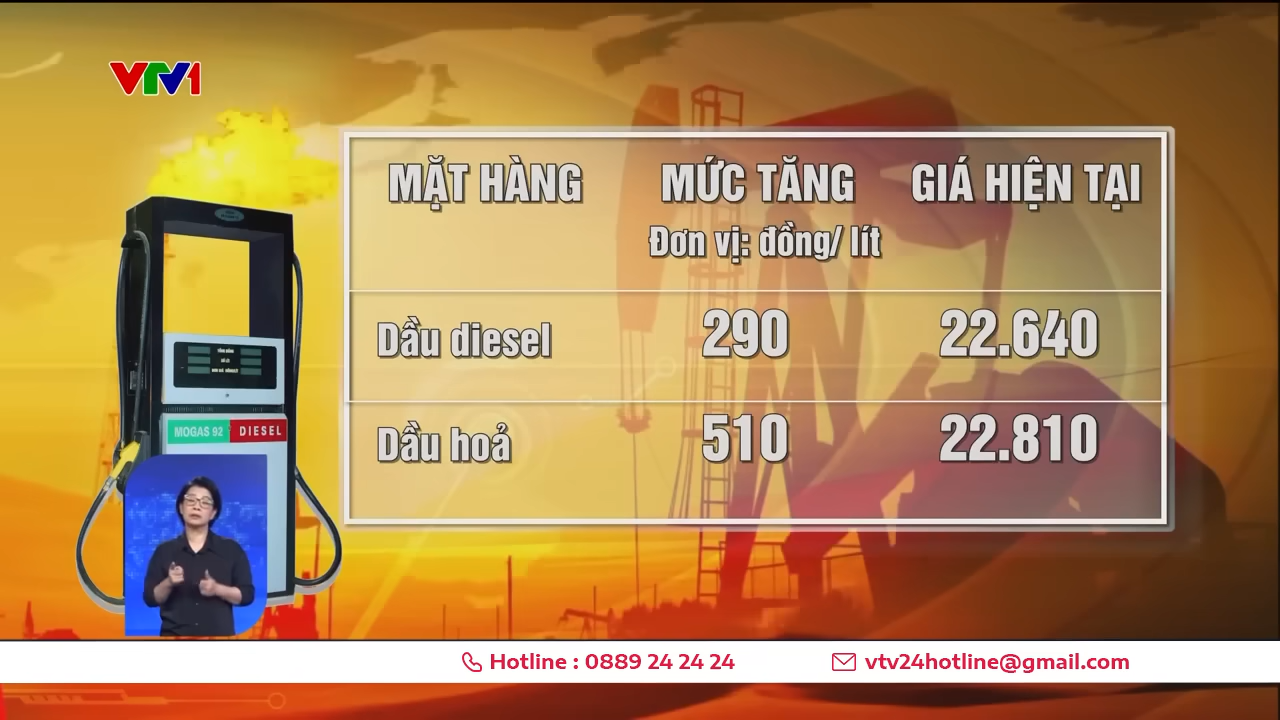 VTV1
MẶT HÀNG MỨC TĂNG GIÁ HIỆN TẠI
Đơn vị: đồng/ lít
Dầu diesel 290 22.640
Dầu hoả 510 22.810
MOGAS 92 DIESEL
Hotline : 0889 24 24 24 vtv24hotline@gmail.com